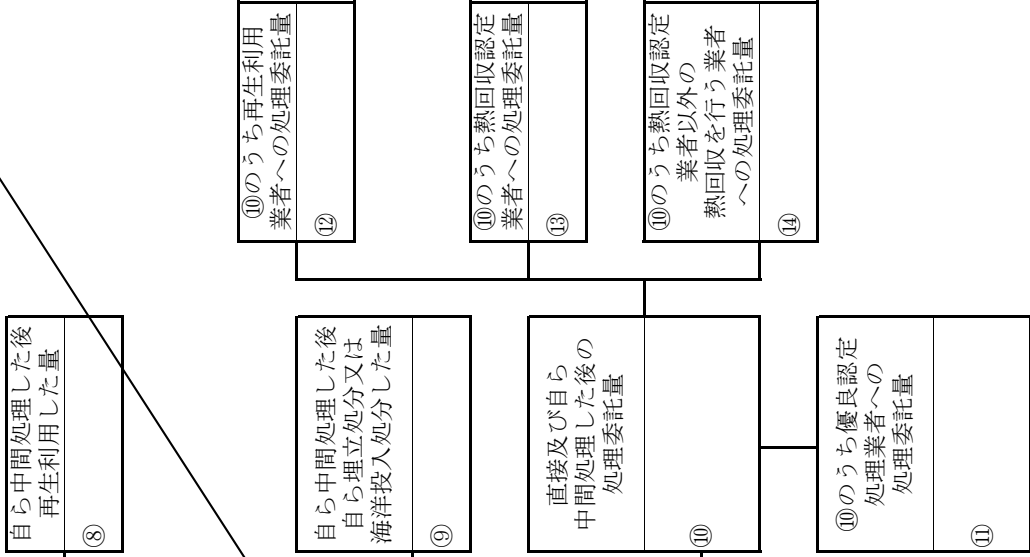 自ら中間処理した後
再生利用した量
⑧
自ら中間処理した後
自ら埋立処分又は
海洋投入処分した量
⑨
直接及び自ら
中間処理した後の
処理委託量
⑩
⑩のうち優良認定
処理業者への
処理委託量
⑪
⑩のうち再生利用
業者への処理委託量
⑫
⑩のうち熱回収認定
業者への処理委託量
⑬
⑩のうち熱回収認定
業者以外の
熱回収を行う業者
への処理委託量
⑭